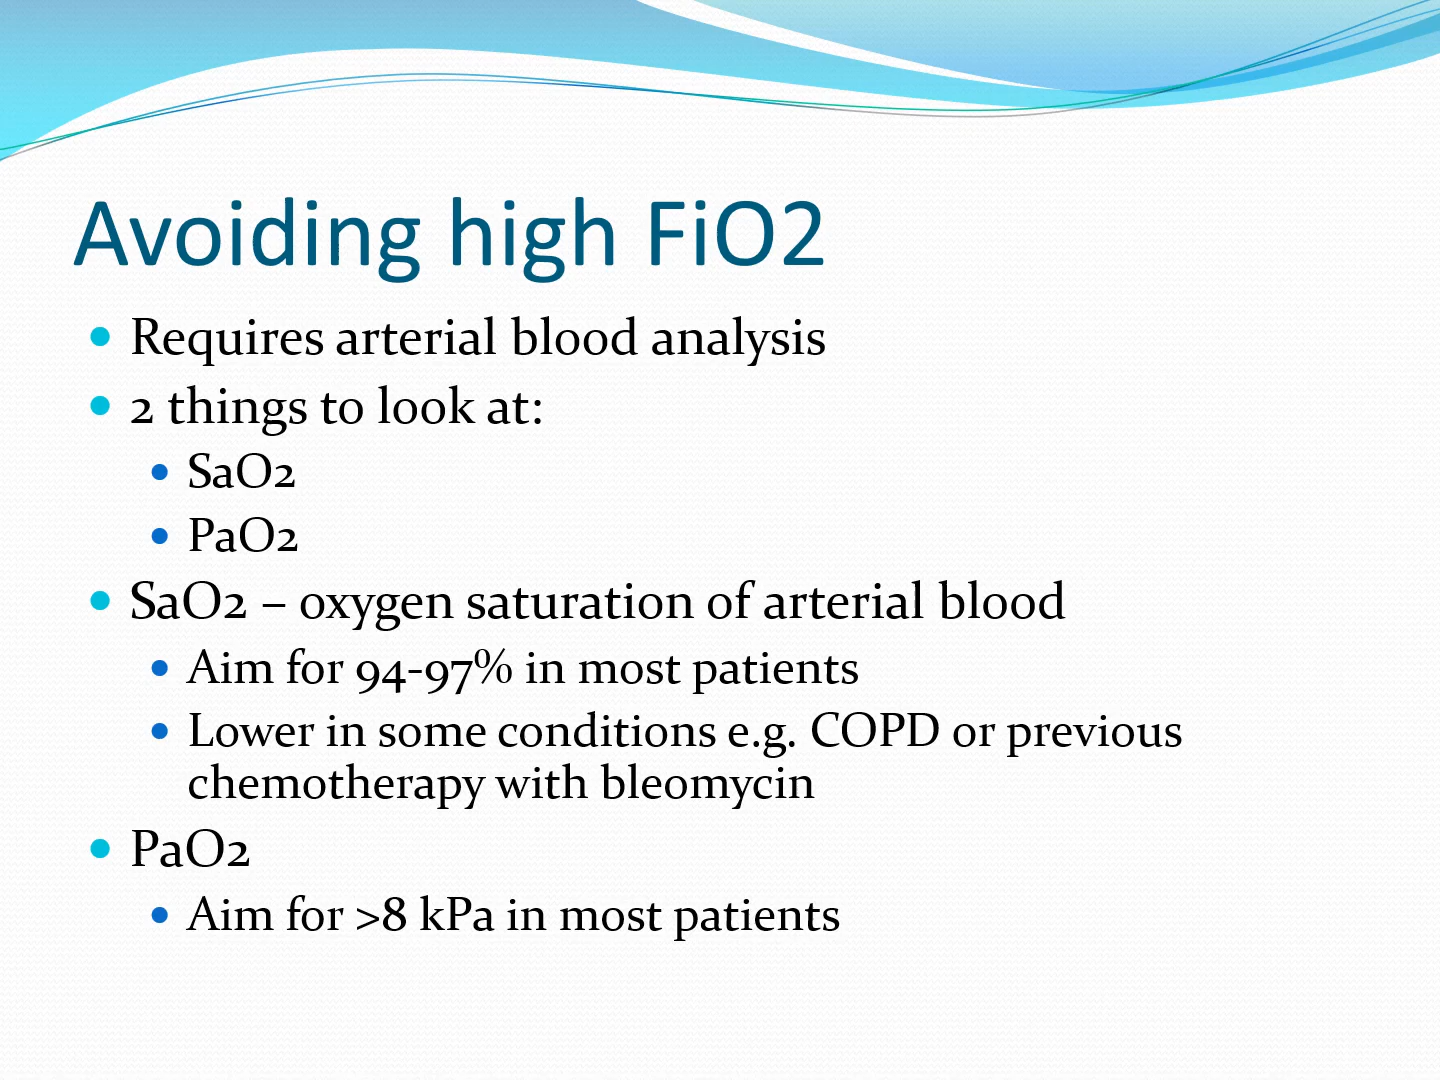 Avoiding high FiO2
• Requires arterial blood analysis
• 2 things to look at:
• SaO2
• PaO2
• SaO2 – oxygen saturation of arterial blood
• Aim for 94-97% in most patients
• Lower in some conditions e.g. COPD or previous
chemotherapy with bleomycin
• PaO2
• Aim for >8 kPa in most patients